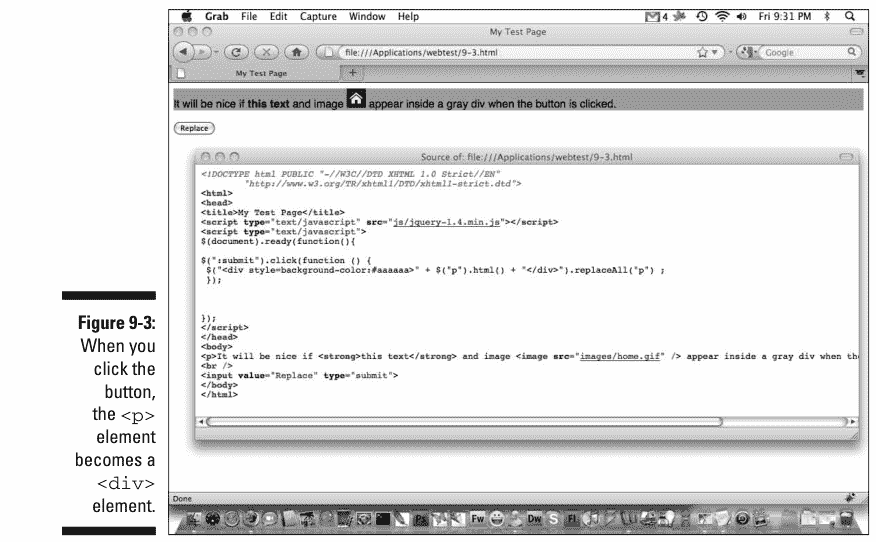 Grab File Edit Capture Window Help 4 Fri 9:31 PM
My Test Page
file:///Applications/webtest/9-3.html Google
My Test Page +
It will be nice if this text and image appear inside a gray div when the button is clicked.
Replace
Source of: file:///Applications/webtest/9-3.html
<!DOCTYPE html PUBLIC "-//W3C//DTD XHTML 1.0 Strict//EN"
"http://www.w3.org/TR/xhtml1/DTD/xhtml1-strict.dtd">
<html>
<head>
<title>My Test Page</title>
<script type="text/javascript" src="js/jquery-1.4.min.js"></script>
<script type="text/javascript">
$(document).ready(function(){
$(":submit").click(function () {
$("<div style=background-color:#aaaaaa>" + $("p").html() + "</div>").replaceAll("p") ;
});
});
</script>
</head>
<body>
<p>It will be nice if <strong>this text</strong> and image <image src="images/home.gif" /> appear inside a gray div when th
<br />
<input value="Replace" type="submit">
</body>
</html>
Done
Ps Fw Dw S Fl
Figure 9-3:
When you
click the
button,
the <p>
element
becomes a
<div>
element.